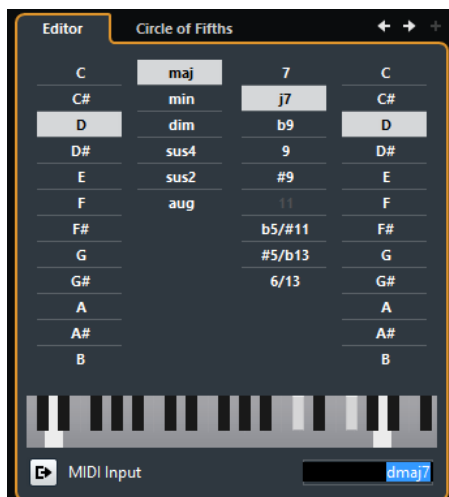 Editor Circle of Fifths
C maj 7 C
C# min j7 C#
D dim b9 D
D# sus4 9 D#
E sus2 #9 E
F aug 11 F
F# b5/#11 F#
G #5/b13 G
G# 6/13 G#
A A
A# A#
B B
MIDI Input dmaj7